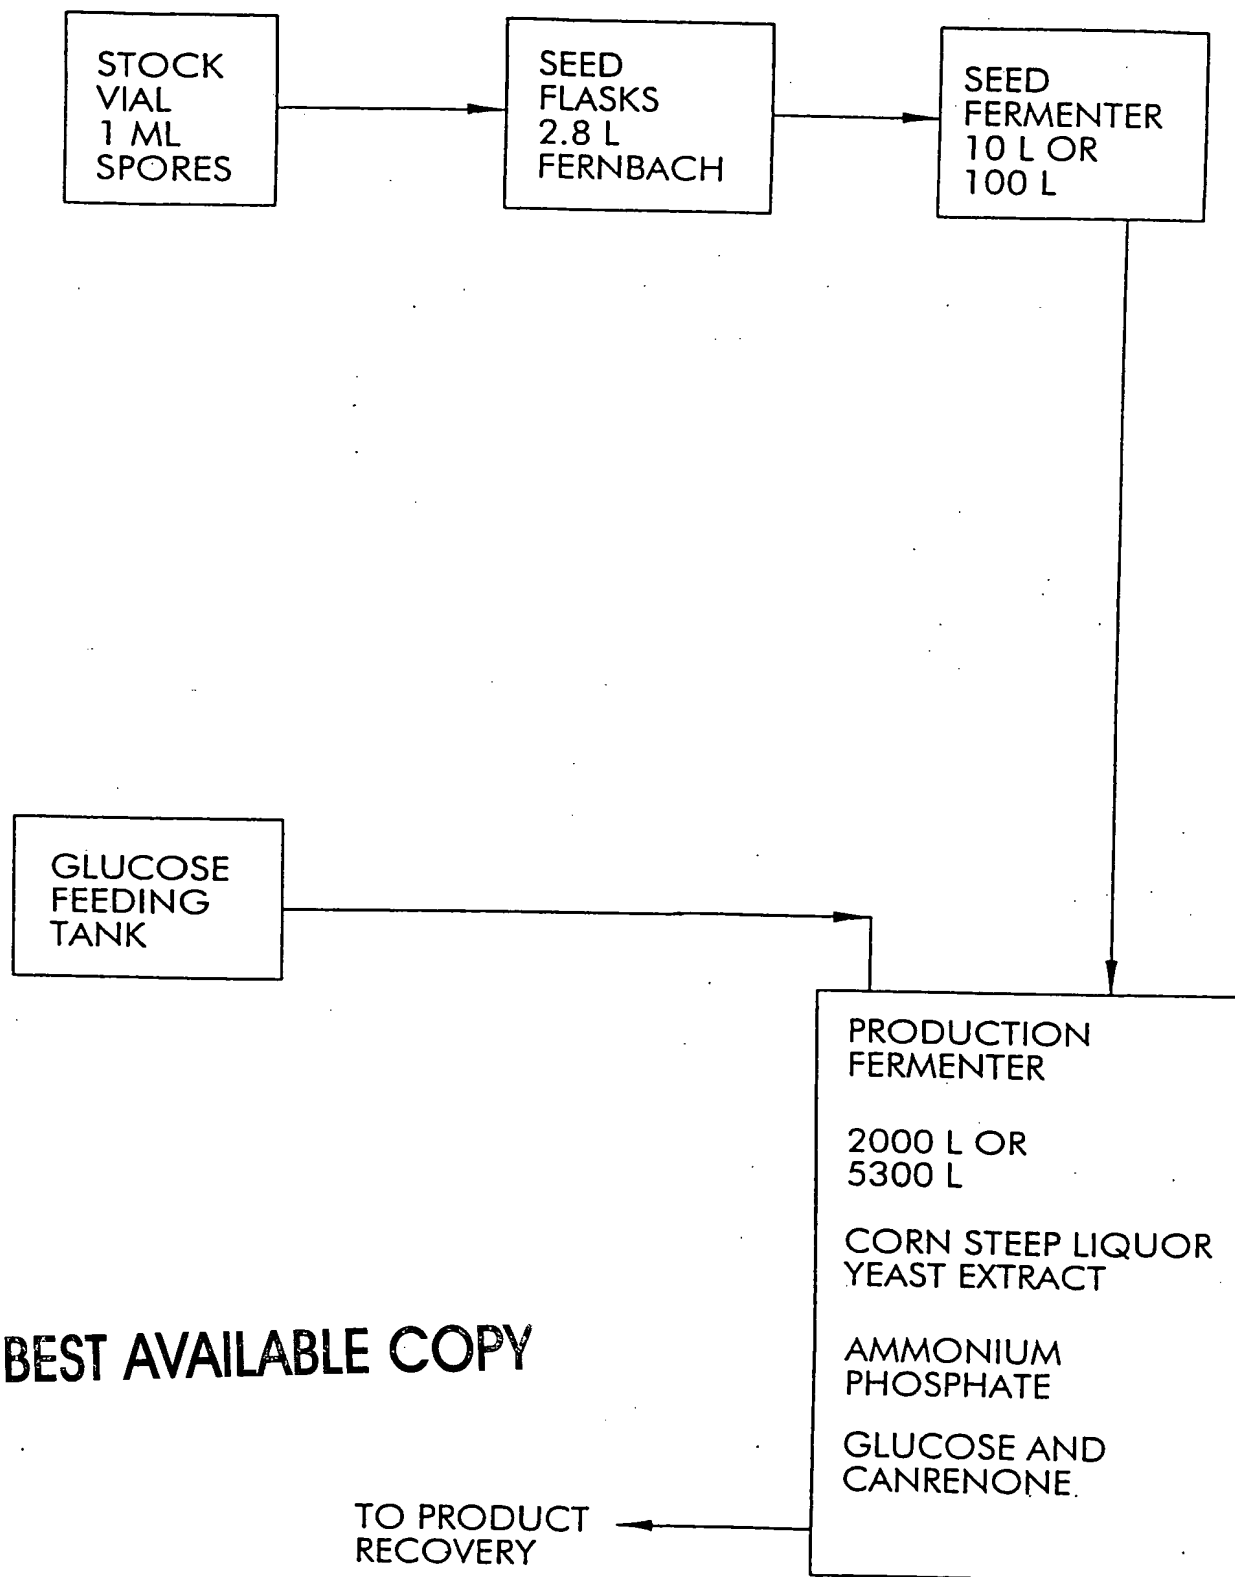 STOCK
VIAL
1 ML
SPORES
SEED
FLASKS
2.8 L
FERNBACH
SEED
FERMENTER
10 L OR
100 L
GLUCOSE
FEEDING
TANK
PRODUCTION
FERMENTER
2000 L OR
5300 L
CORN STEEP LIQUOR
YEAST EXTRACT
AMMONIUM
PHOSPHATE
GLUCOSE AND
CANRENONE
BEST AVAILABLE COPY
TO PRODUCT
RECOVERY